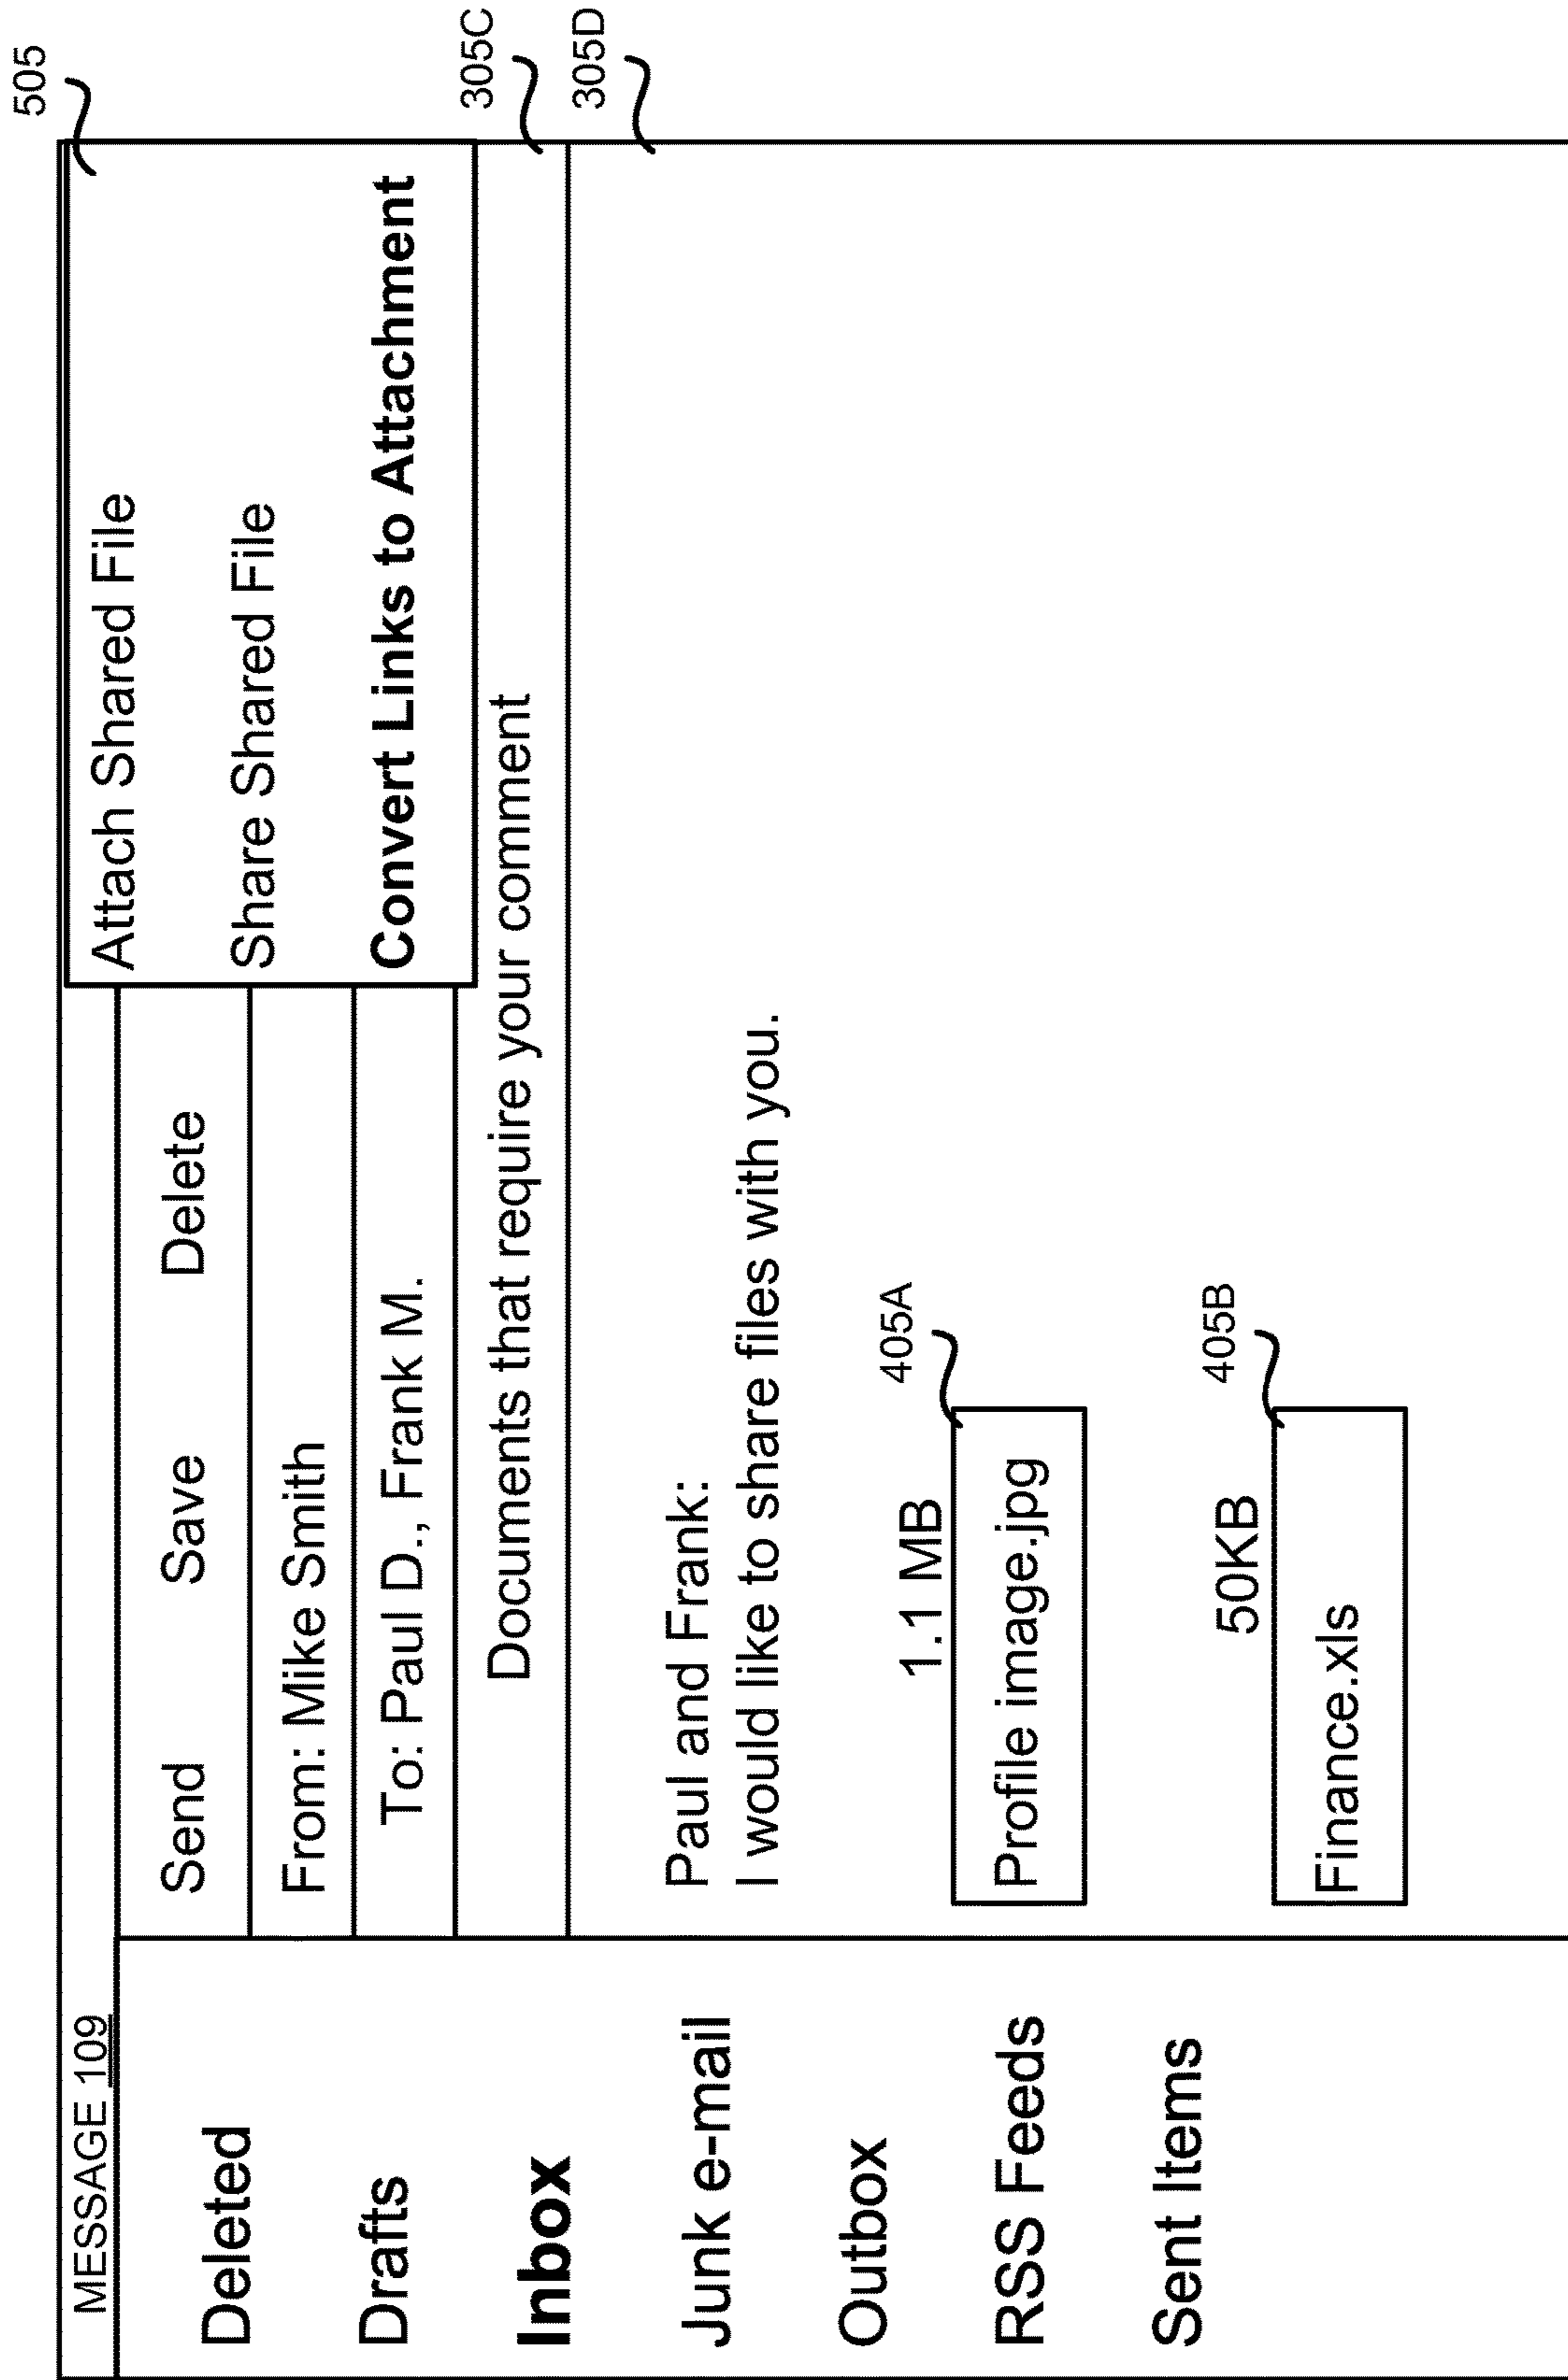 505
MESSAGE 109
Attach Shared File
Share Shared File
Convert Links to Attachment
Send Save Delete
From: Mike Smith
To: Paul D., Frank M.
305C
Documents that require your comment
305D
Deleted
Drafts
Inbox
Junk e-mail
Outbox
RSS Feeds
Sent Items
Paul and Frank:
I would like to share files with you.
405A
1.1 MB
Profile image.jpg
405B
50KB
Finance.xls